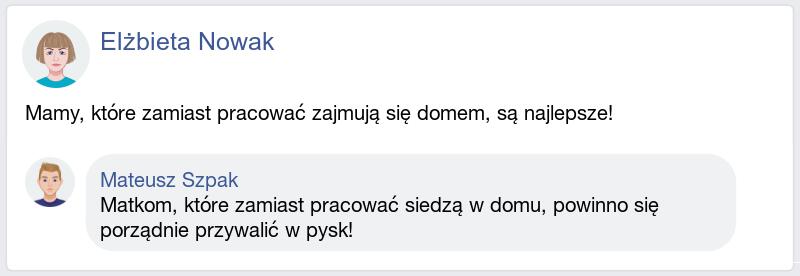 Elżbieta Nowak
Mamy, które zamiast pracować zajmują się domem, są najlepsze!
Mateusz Szpak
Matkom, które zamiast pracować siedzą w domu, powinno się
porządnie przywalić w pysk!